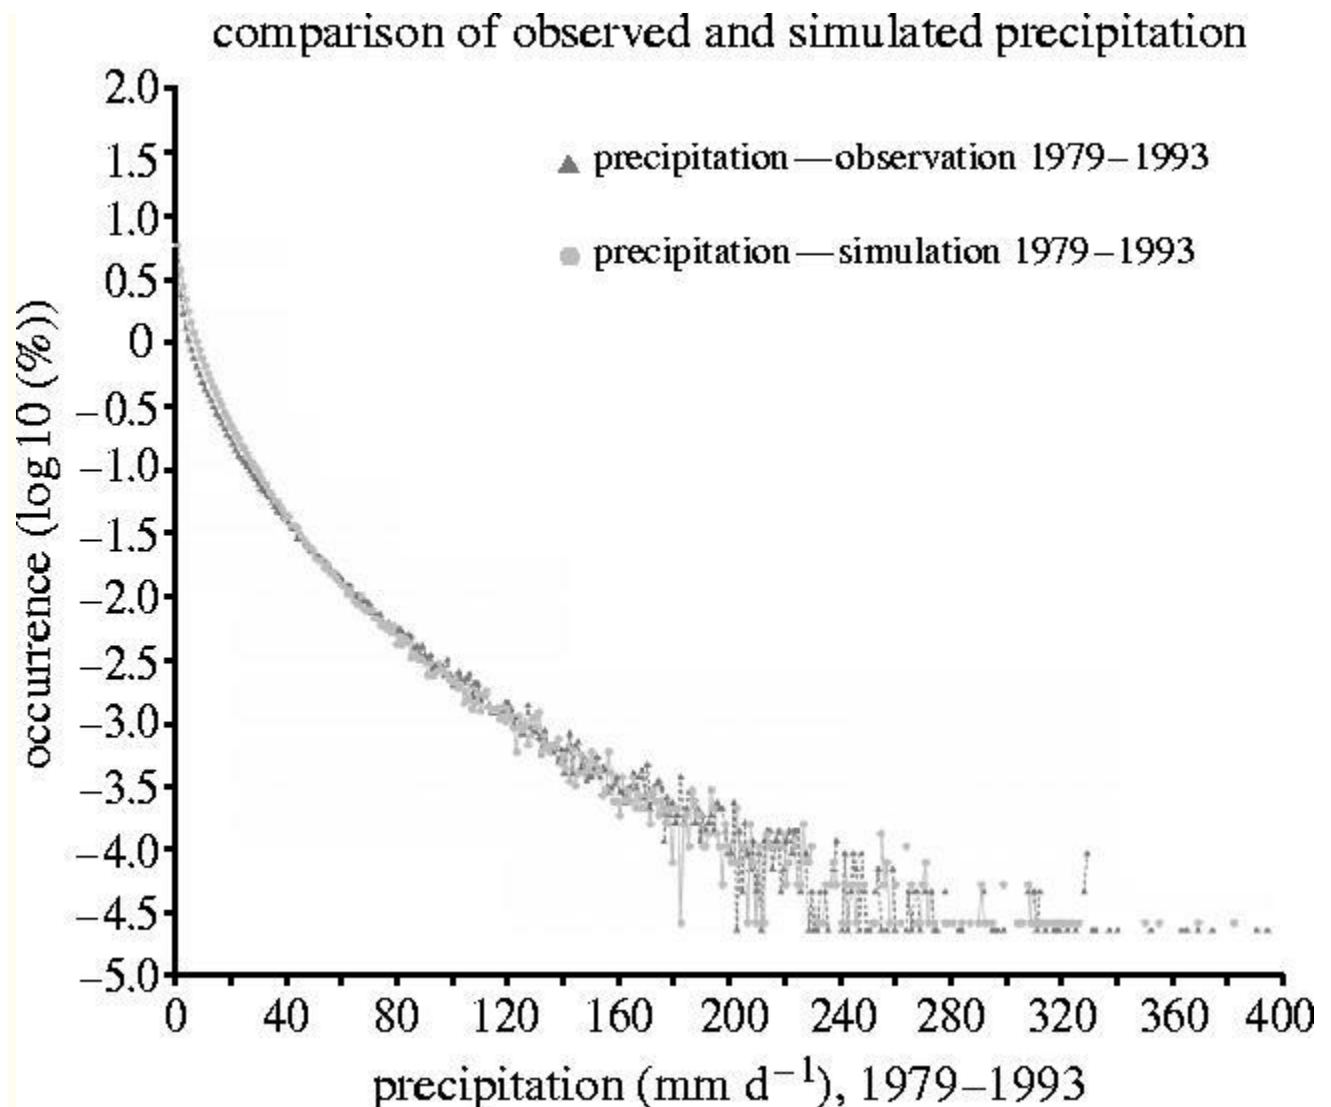 comparison of observed and simulated precipitation
2.0
1.5
1.0
0.5
0
−0.5
−1.0
−1.5
−2.0
−2.5
−3.0
−3.5
−4.0
−4.5
−5.0
occurrence (log 10 (%))
precipitation—observation 1979–1993
precipitation—simulation 1979–1993
0 40 80 120 160 200 240 280 320 360 400
precipitation (mm d−1), 1979–1993